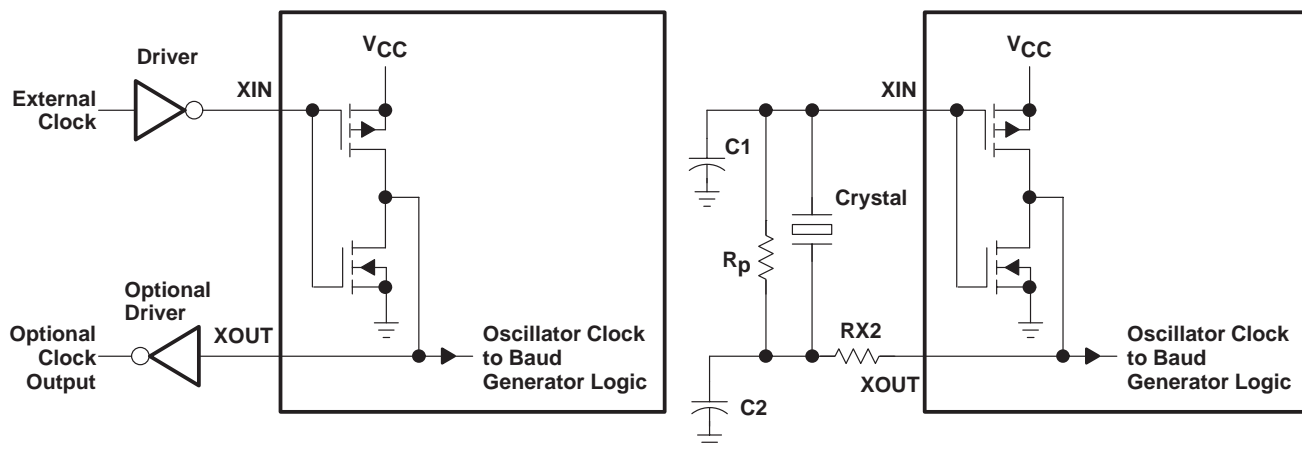 VCC
Driver
XIN
External
Clock
Optional
Driver
XOUT
Optional
Clock
Output
Oscillator Clock
to Baud
Generator Logic
VCC
XIN
C1
Crystal
Rp
RX2
XOUT
C2
Oscillator Clock
to Baud
Generator Logic